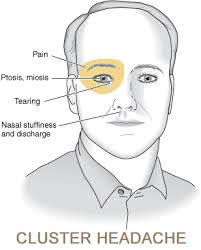 Pain
Ptosis, miosis
Tearing
Nasal stuffiness
and discharge
CLUSTER HEADACHE